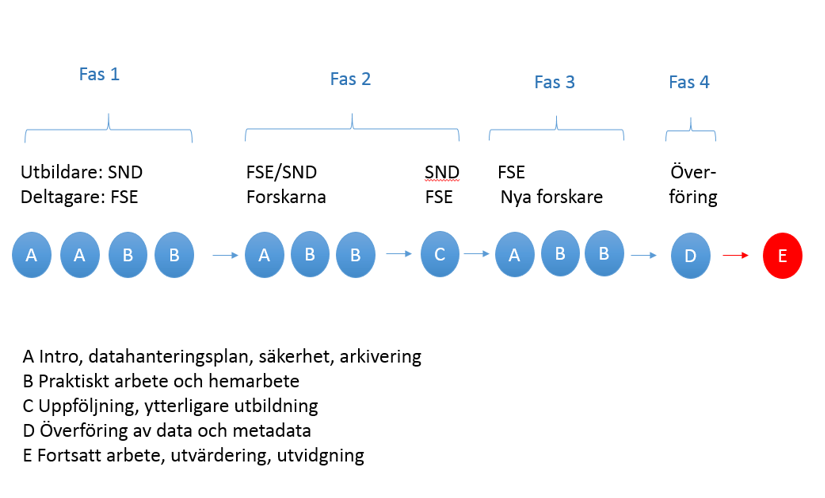 Fas 1
Fas 2
Fas 3
Fas 4
Utbildare: SND
Deltagare: FSE
FSE/SND
Forskarna
SND
FSE
FSE
Nya forskare
Över-
föring
A A B B A B B C A B B D E
A Intro, datahanteringsplan, säkerhet, arkivering
B Praktiskt arbete och hemarbete
C Uppföljning, ytterligare utbildning
D Överföring av data och metadata
E Fortsatt arbete, utvärdering, utvidgning